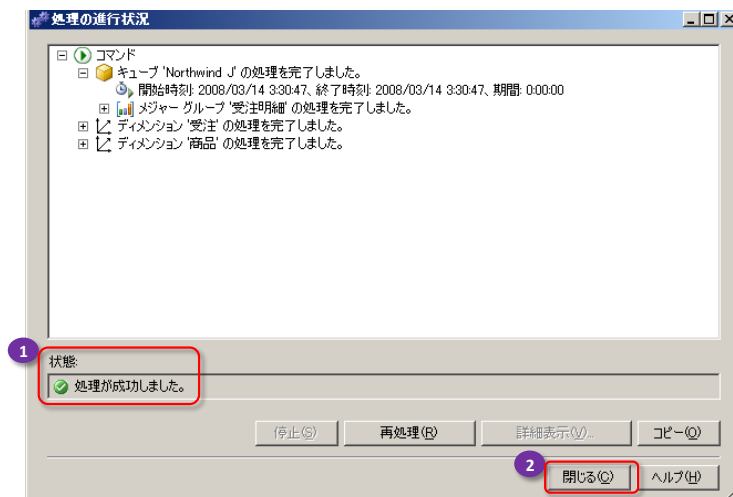 処理の進行状況
コマンド
キューブ 'Northwind J' の処理を完了しました。
開始時刻: 2008/03/14 3:30:47、終了時刻: 2008/03/14 3:30:47、期間: 0:00:00
メジャー グループ '受注明細' の処理を完了しました。
ディメンション '受注' の処理を完了しました。
ディメンション '商品' の処理を完了しました。
1
状態:
処理が成功しました。
停止(S) 再処理(R) 詳細表示(V)... コピー(O)
2
閉じる(C) ヘルプ(H)